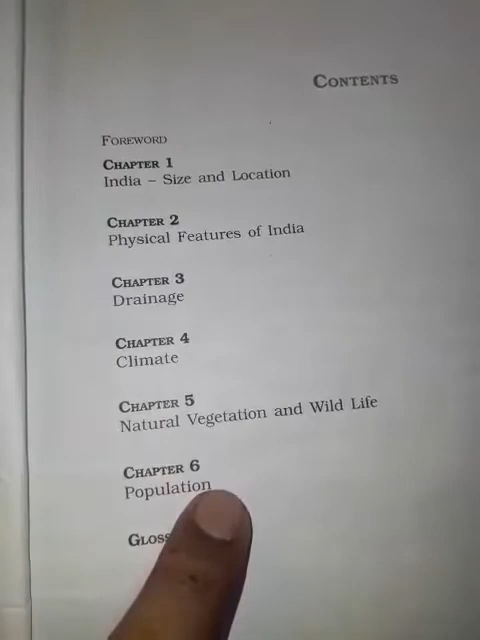 CONTENTS
FOREWORD
CHAPTER 1
India – Size and Location
CHAPTER 2
Physical Features of India
CHAPTER 3
Drainage
CHAPTER 4
Climate
CHAPTER 5
Natural Vegetation and Wild Life
CHAPTER 6
Population